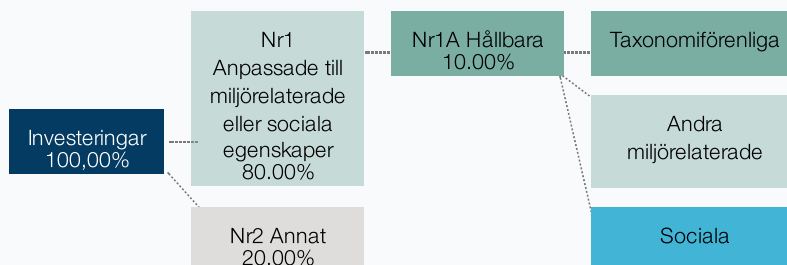 Investeringar
100,00%
Nr1
Anpassade till
miljörelaterade
eller sociala
egenskaper
80.00%
Nr2 Annat
20.00%
Nr1A Hållbara
10.00%
Taxonomiförenliga
Andra
miljörelaterade
Sociala